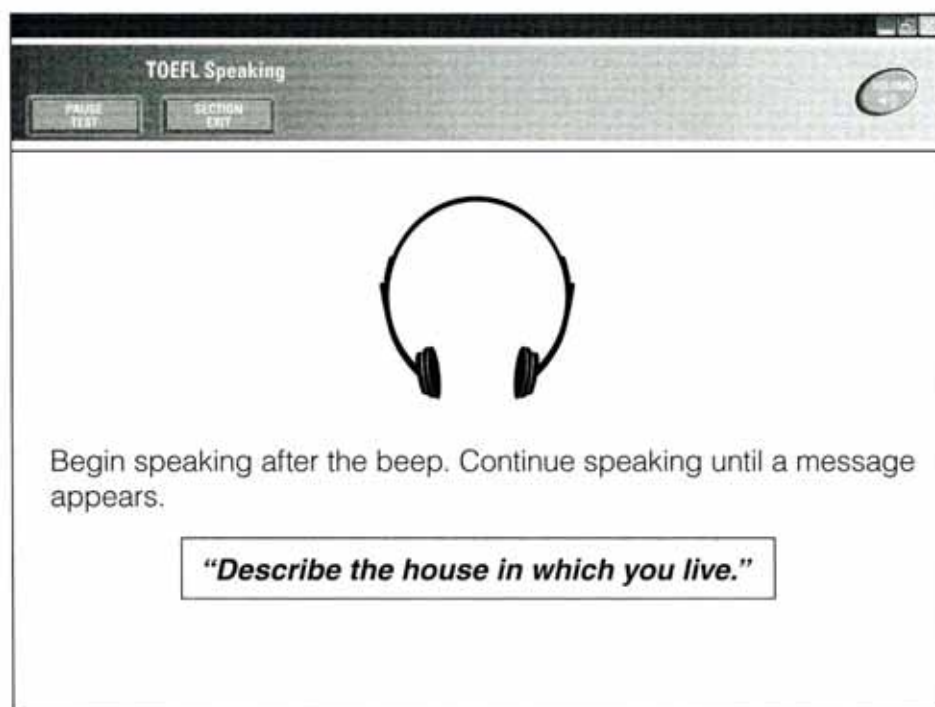 TOEFL Speaking
PAUSE
TEST
SECTION
EXIT
VOLUME
Begin speaking after the beep. Continue speaking until a message
appears.
“Describe the house in which you live.”